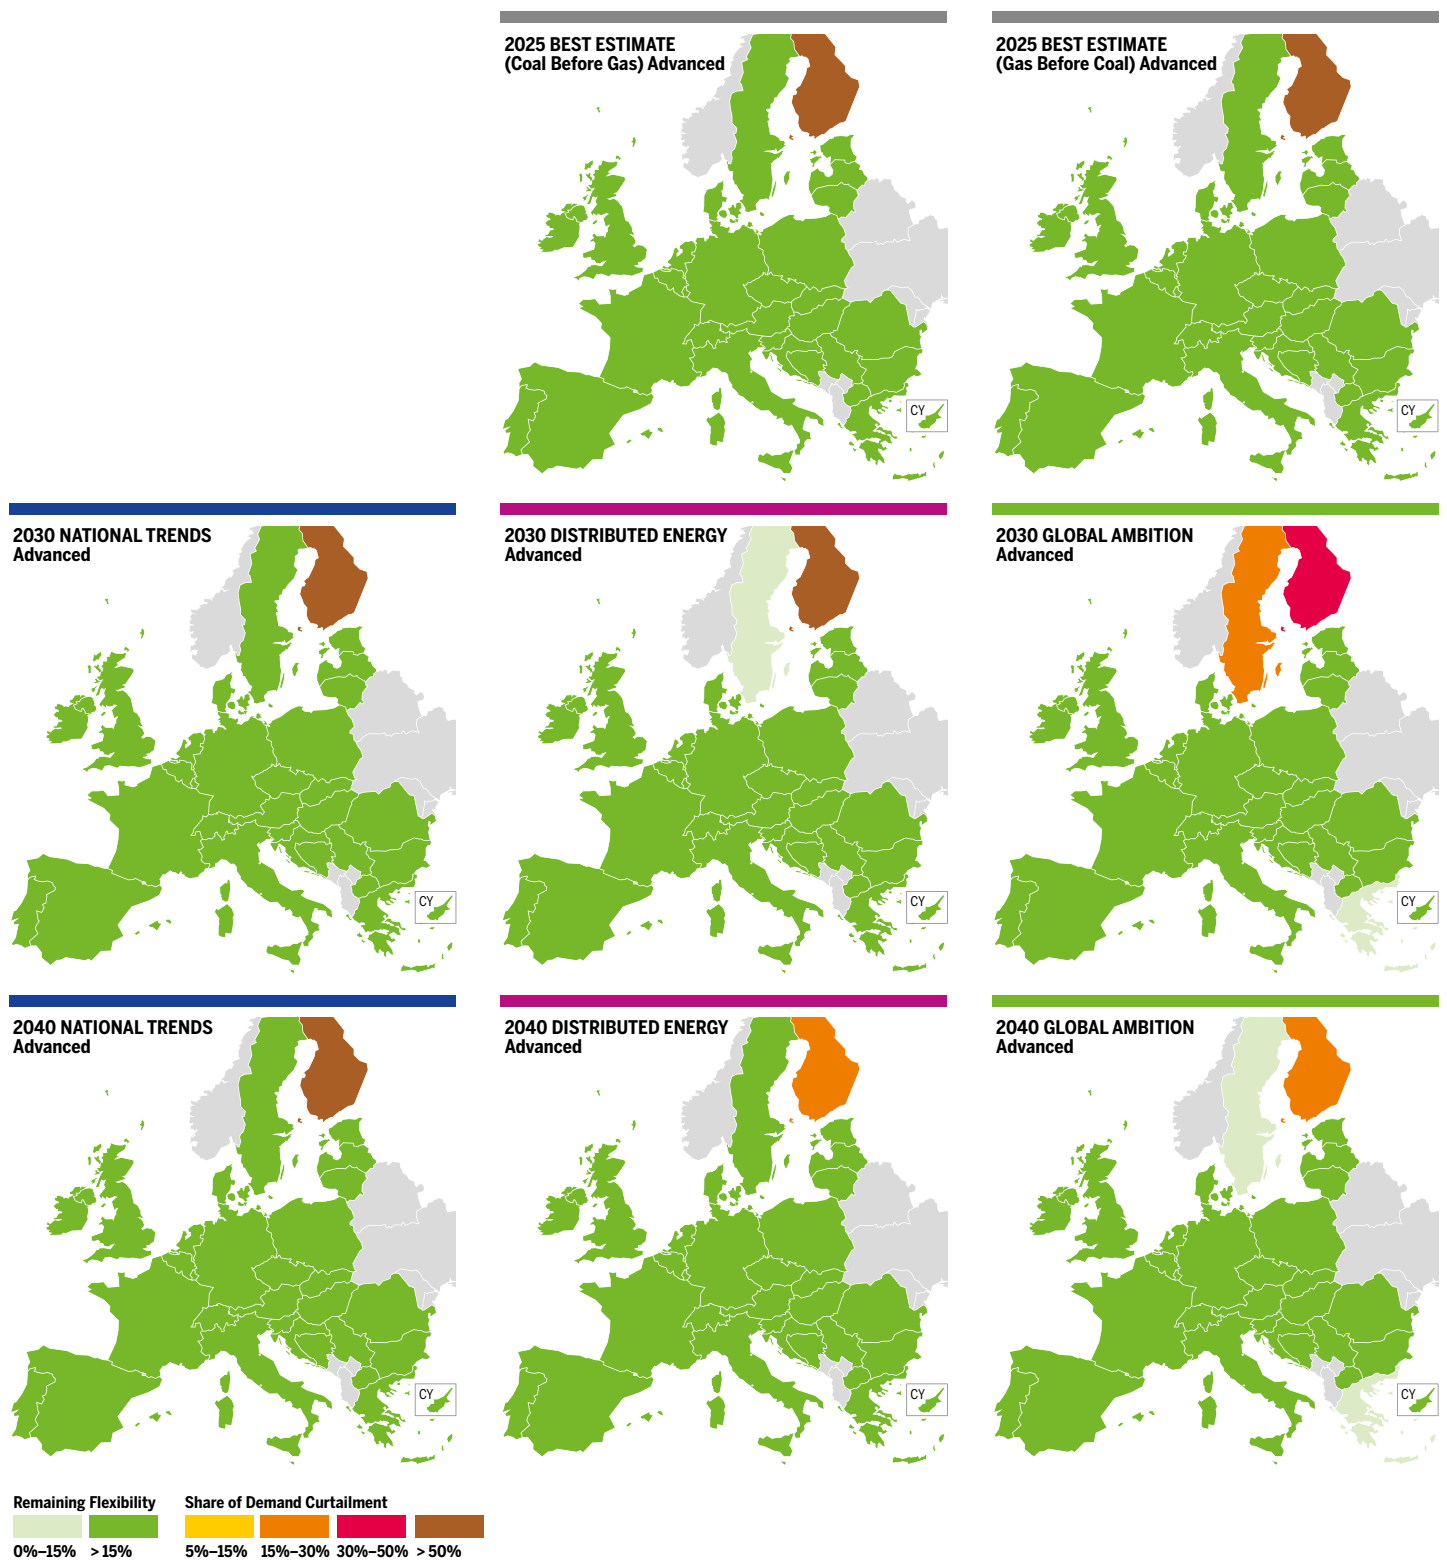 2025 BEST ESTIMATE
(Coal Before Gas) Advanced
CY
2025 BEST ESTIMATE
(Gas Before Coal) Advanced
CY
2030 NATIONAL TRENDS
Advanced
CY
2030 DISTRIBUTED ENERGY
Advanced
CY
2030 GLOBAL AMBITION
Advanced
CY
2040 NATIONAL TRENDS
Advanced
CY
2040 DISTRIBUTED ENERGY
Advanced
CY
2040 GLOBAL AMBITION
Advanced
CY
Remaining Flexibility
0%–15% > 15%
Share of Demand Curtailment
5%–15% 15%–30% 30%–50% > 50%